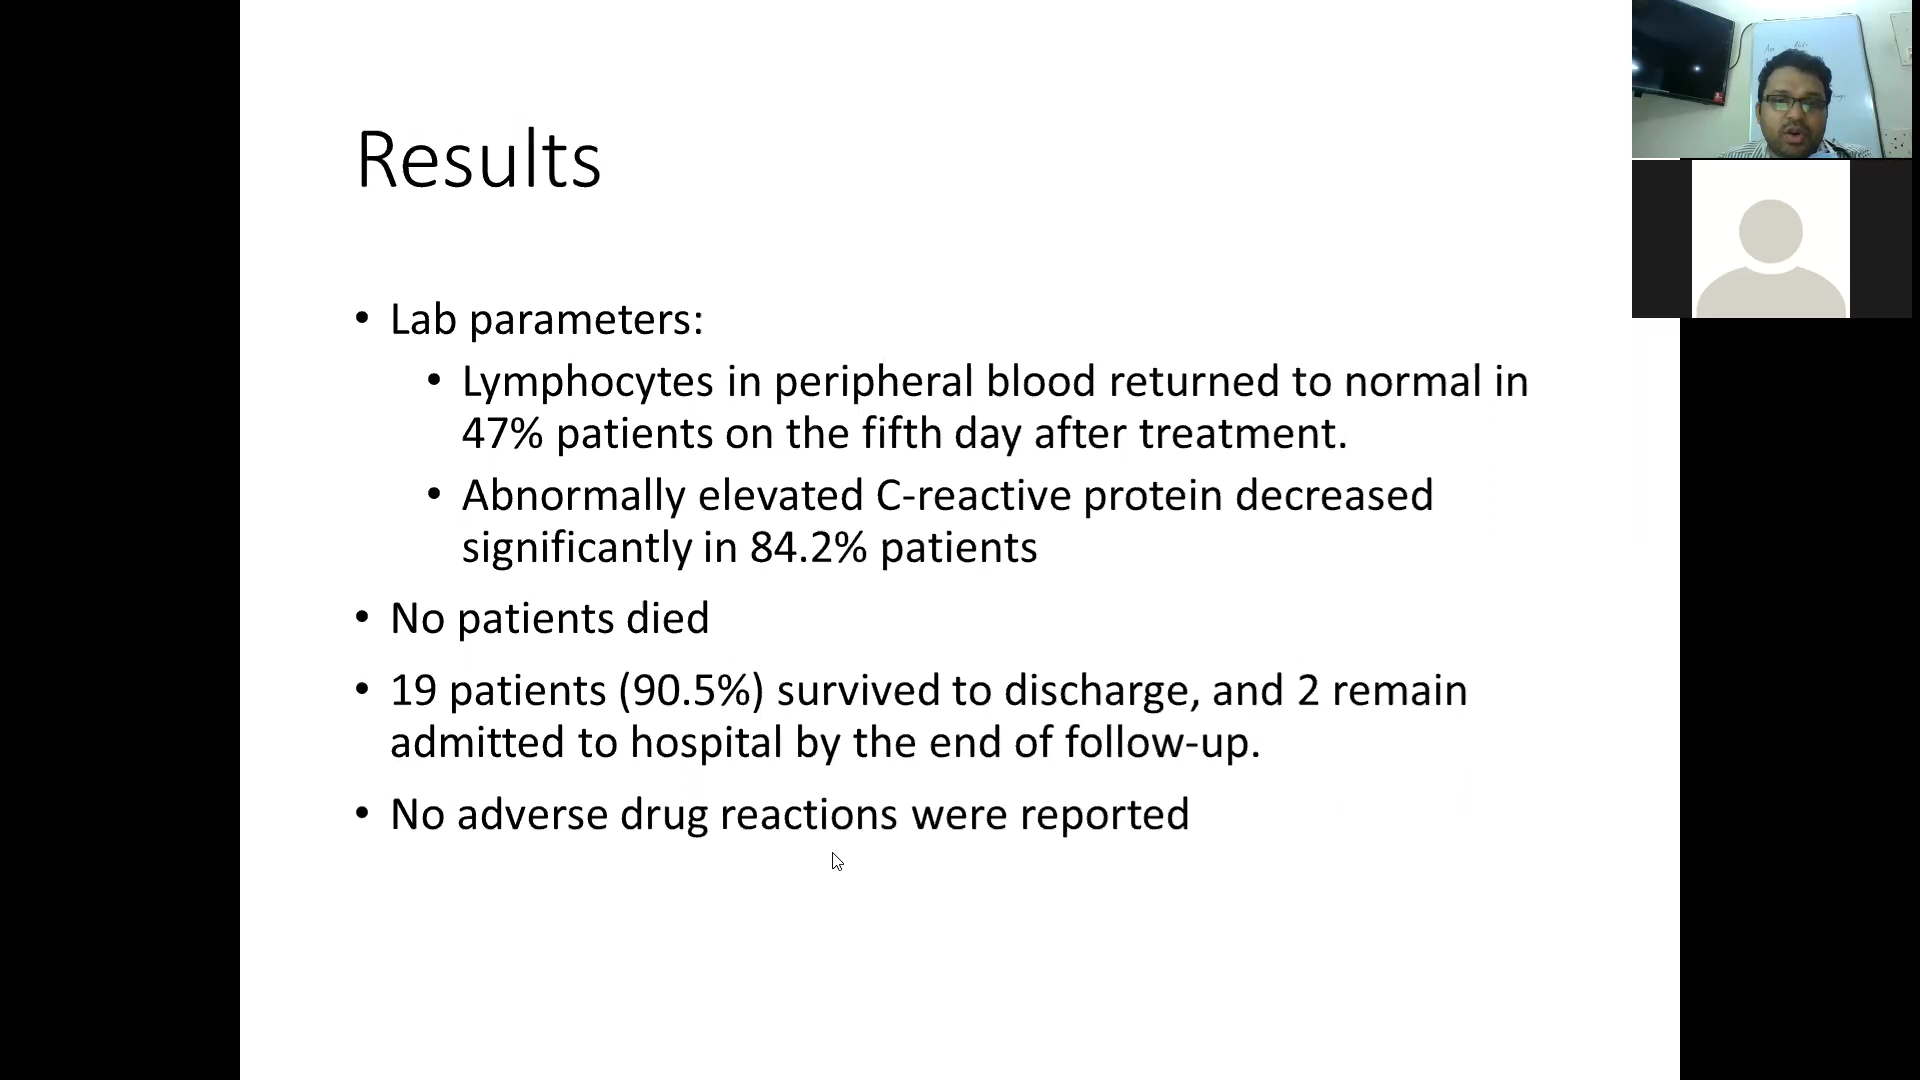 Results
• Lab parameters:
• Lymphocytes in peripheral blood returned to normal in
47% patients on the fifth day after treatment.
• Abnormally elevated C-reactive protein decreased
significantly in 84.2% patients
• No patients died
• 19 patients (90.5%) survived to discharge, and 2 remain
admitted to hospital by the end of follow-up.
• No adverse drug reactions were reported